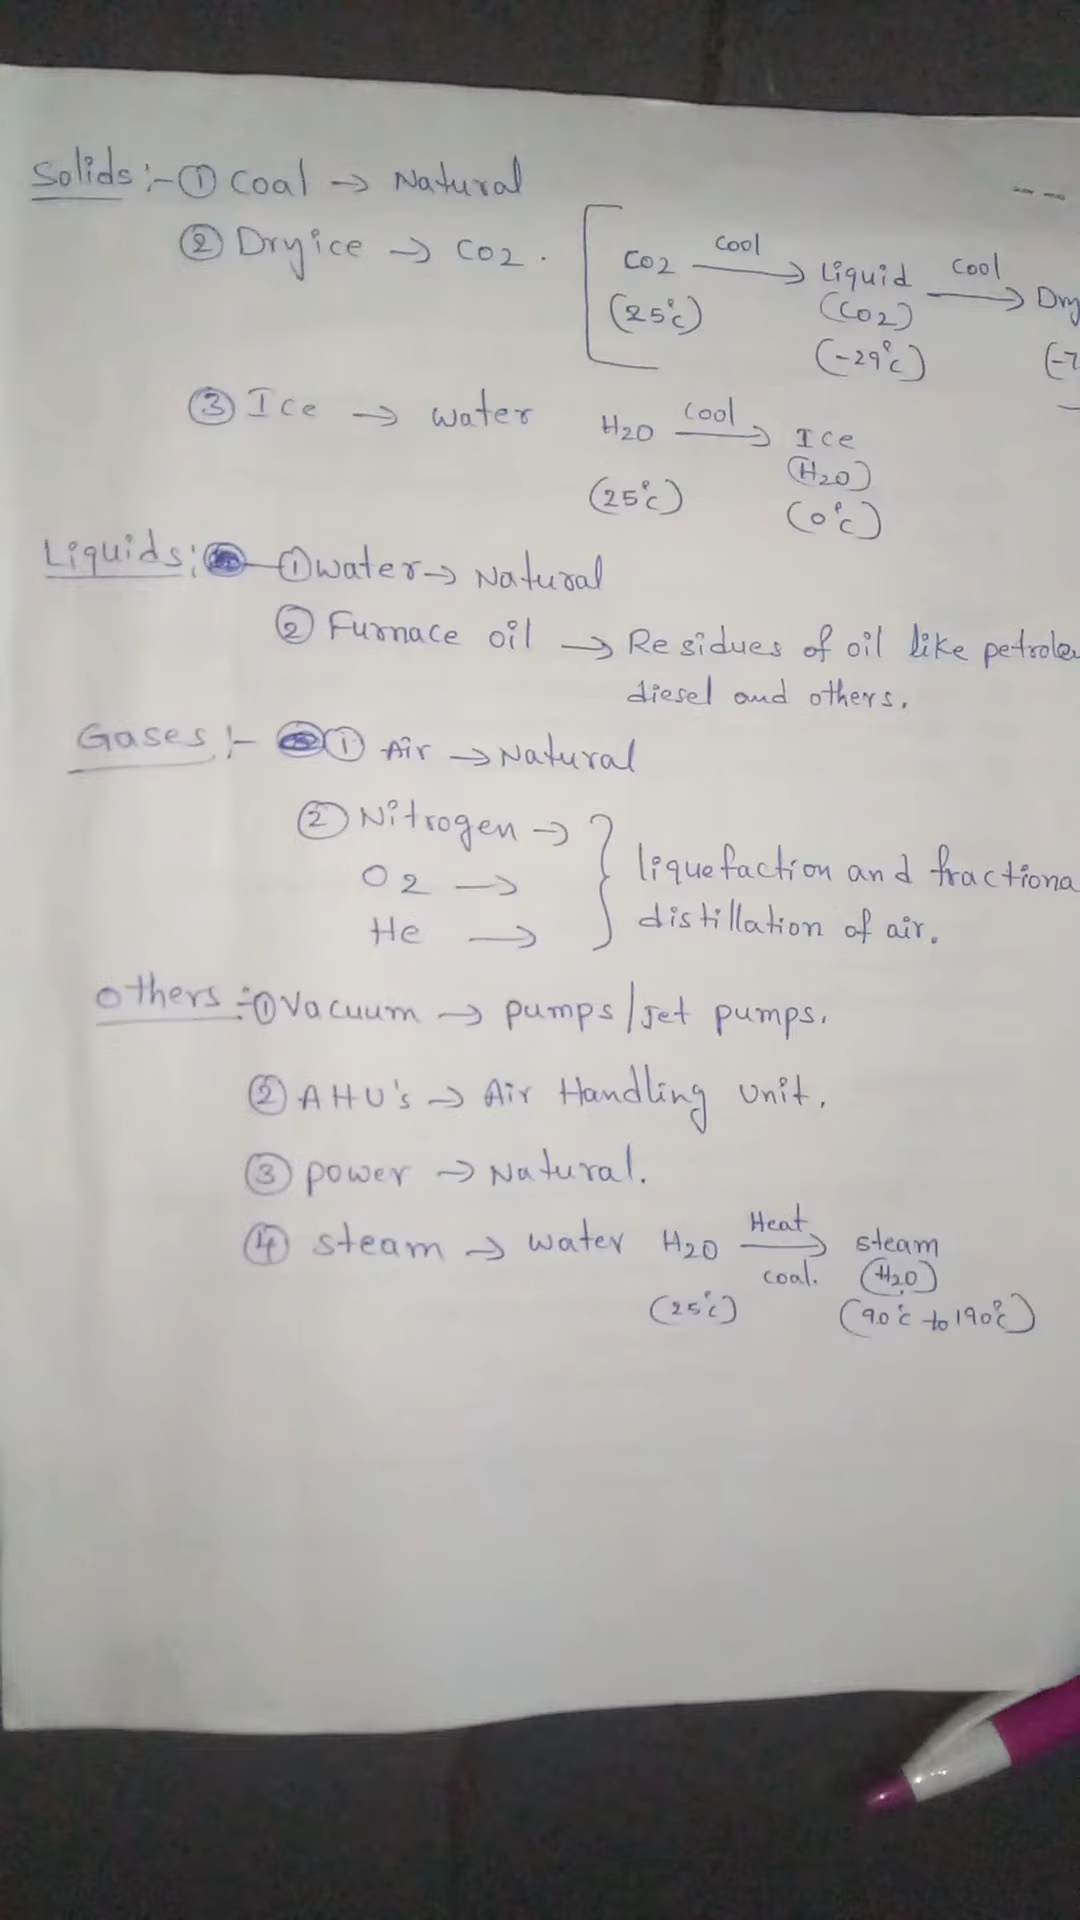 Solids :- ① Coal → Natural
② Dryice → CO2.
CO2 cool → Liquid cool → Dry
(25°c) (CO2)
(-29°c) (-7
③ Ice → water H2O cool → Ice
(H2O)
(25°c) (0°c)
Liquids: ① water → Natural
② Furnace oil → Residues of oil like petrole
diesel and others.
Gases :- ① Air → Natural
② Nitrogen →
O2 → } liquefaction and fractiona
He → distillation of air.
Others :- ① Vacuum → pumps/Jet pumps.
② AHU's → Air Handling Unit.
③ power → Natural.
④ steam → water H2O Heat → steam
coal. (H2O)
(25°c) (90°c to 190°c)